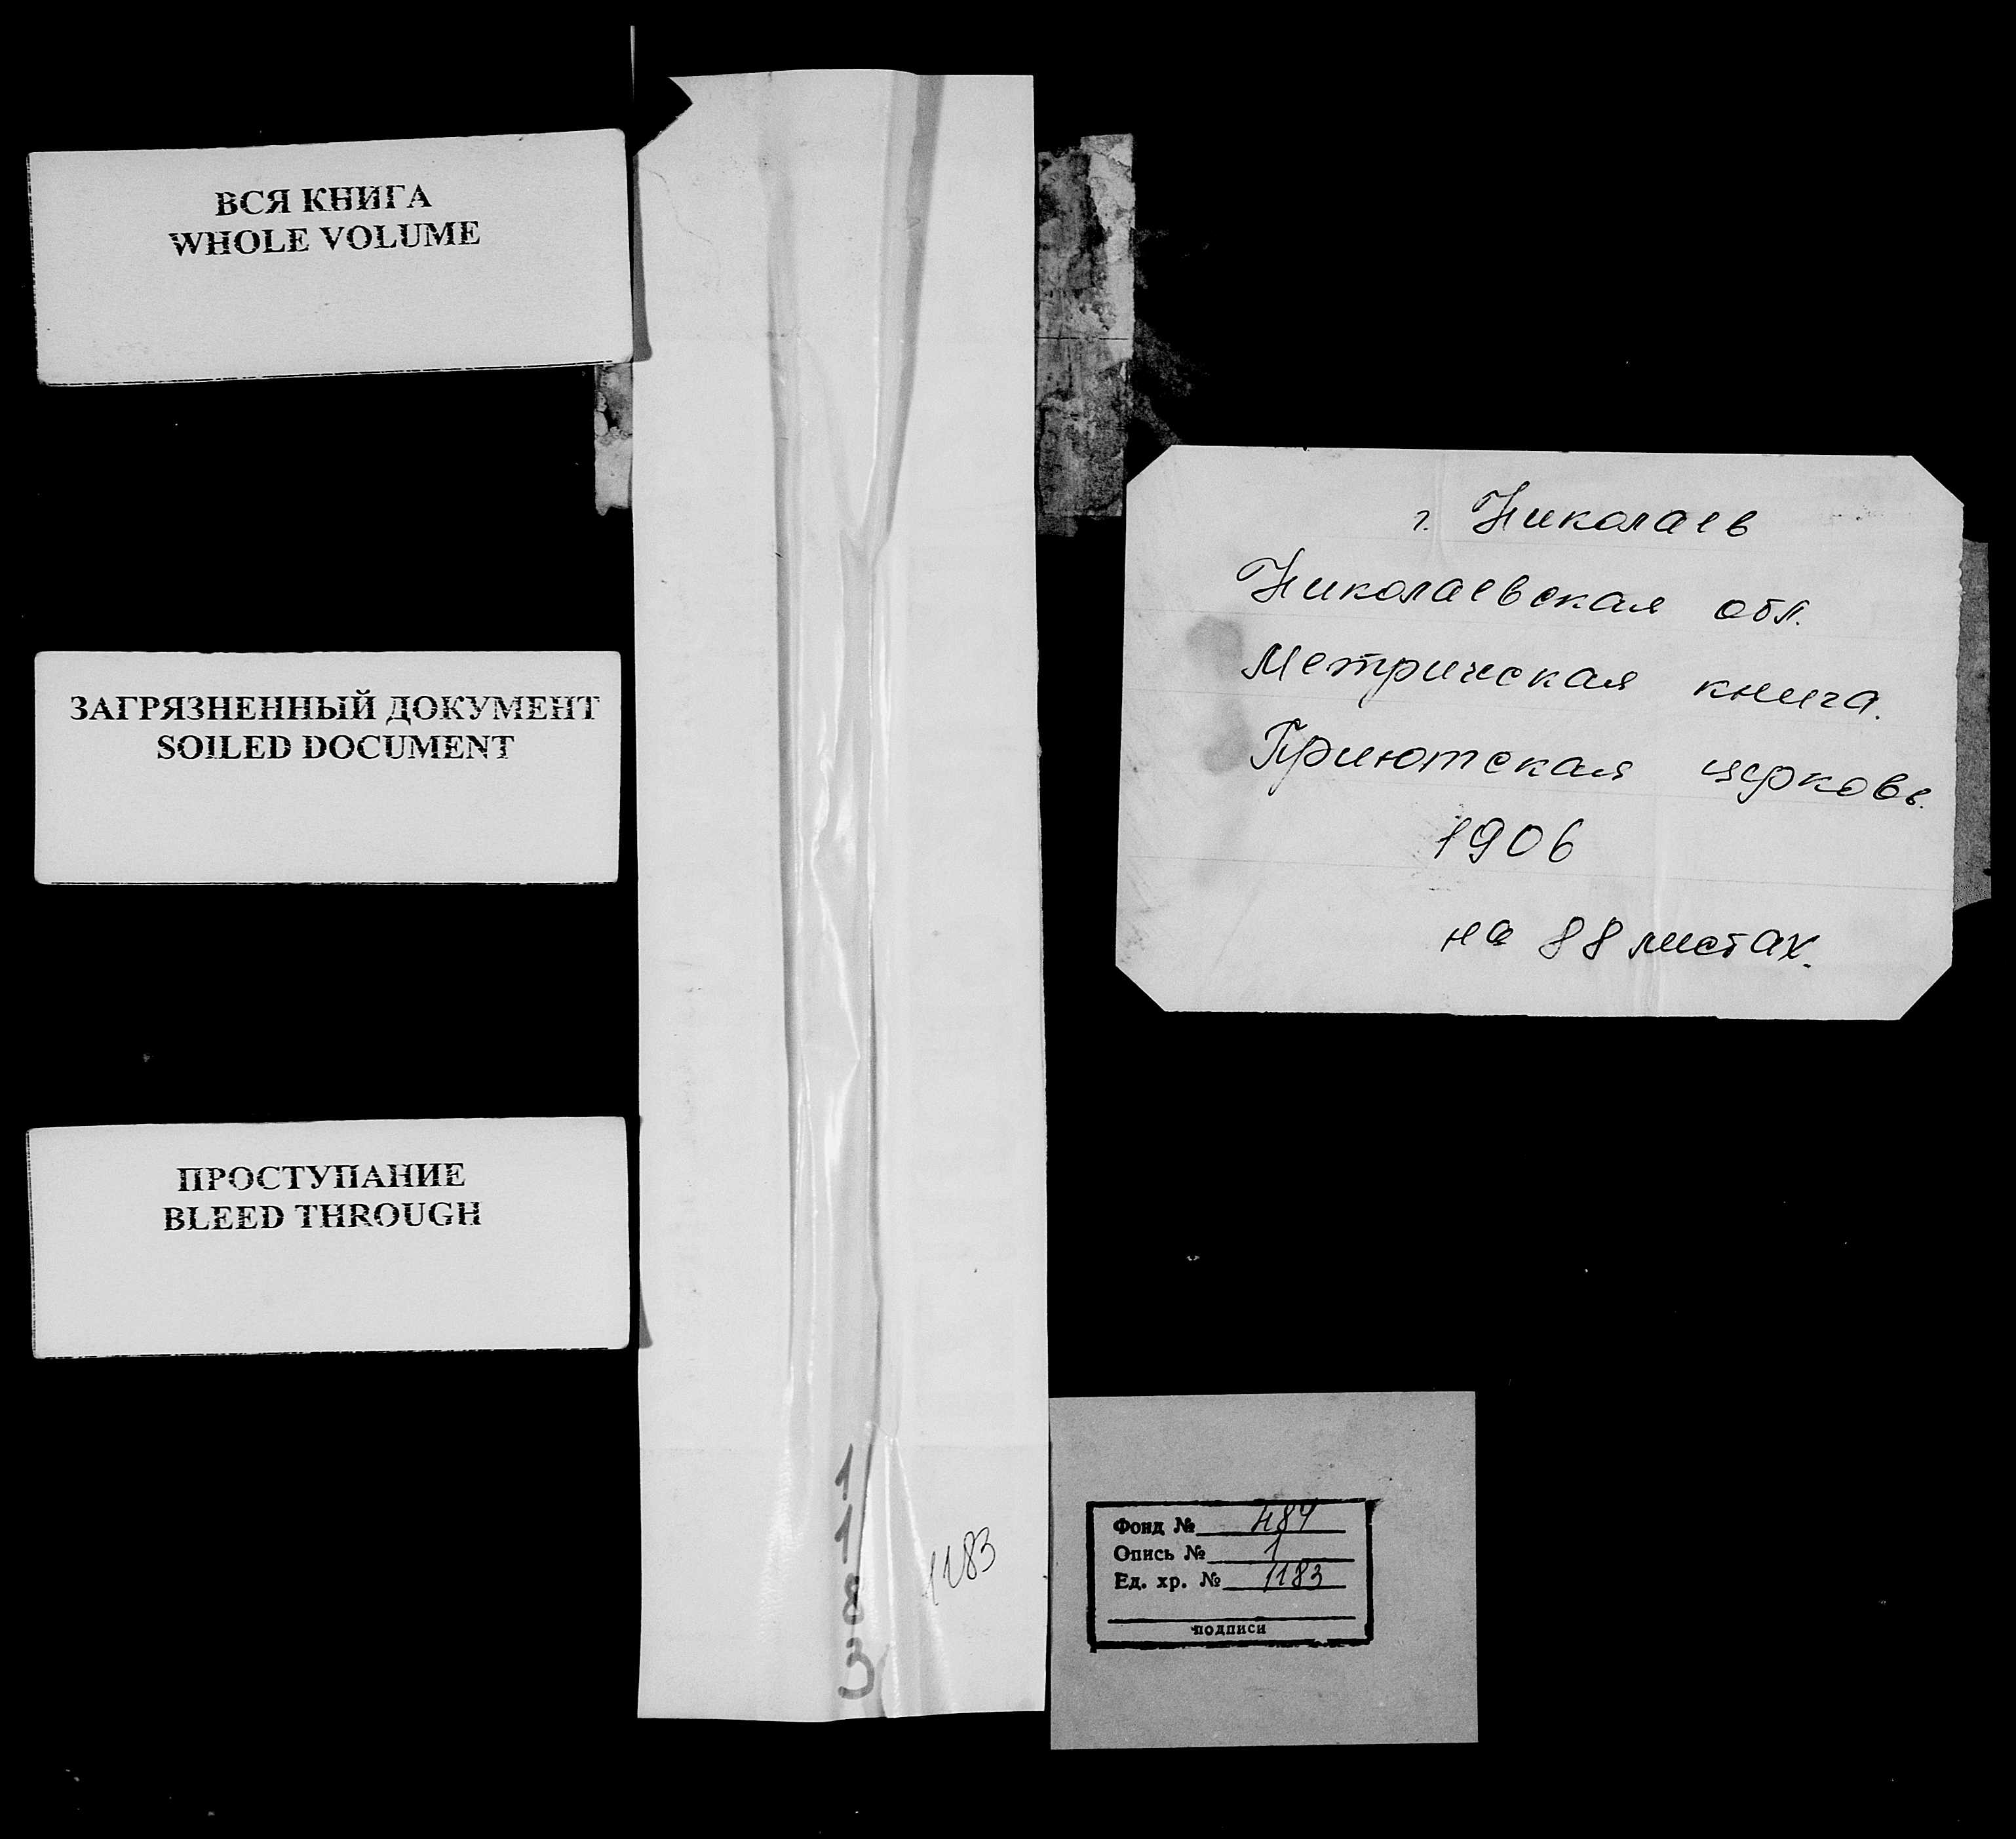 ВСЯ КНИГА
WHOLE VOLUME
ЗАГРЯЗНЕННЫЙ ДОКУМЕНТ
SOILED DOCUMENT
ПРОСТУПАНИЕ
BLEED THROUGH
1183
1183
г. Николаев
Николаевская обл.
Метрическая книга.
Приютская церковь.
1906
на 88 листах.
Фонд № 484
Опись № 1
Ед. хр. № 1183
подписи